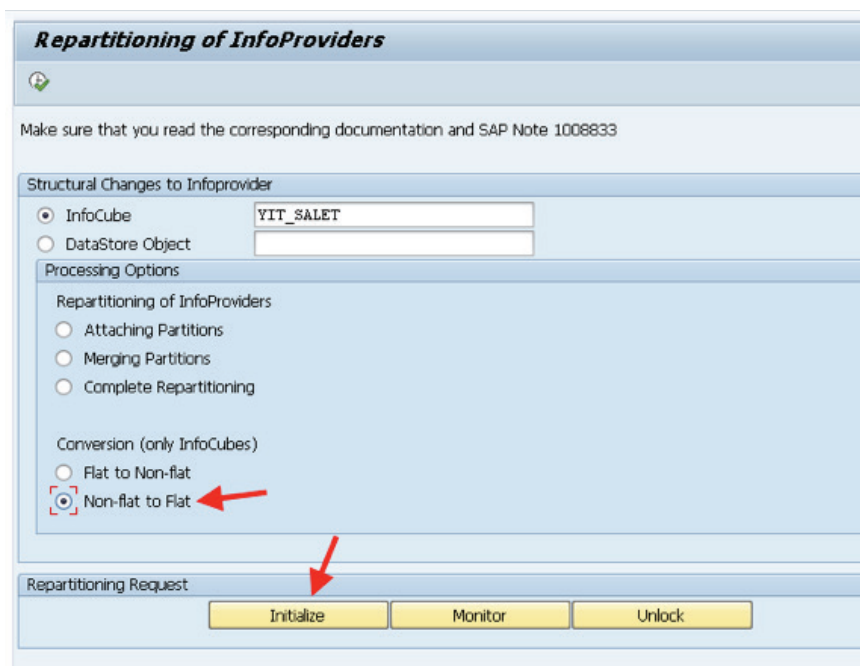 Repartitioning of InfoProviders
Make sure that you read the corresponding documentation and SAP Note 1008833
Structural Changes to Infoprovider
InfoCube YIT_SALET
DataStore Object
Processing Options
Repartitioning of InfoProviders
Attaching Partitions
Merging Partitions
Complete Repartitioning
Conversion (only InfoCubes)
Flat to Non-flat
Non-flat to Flat
Repartitioning Request
Initialize Monitor Unlock